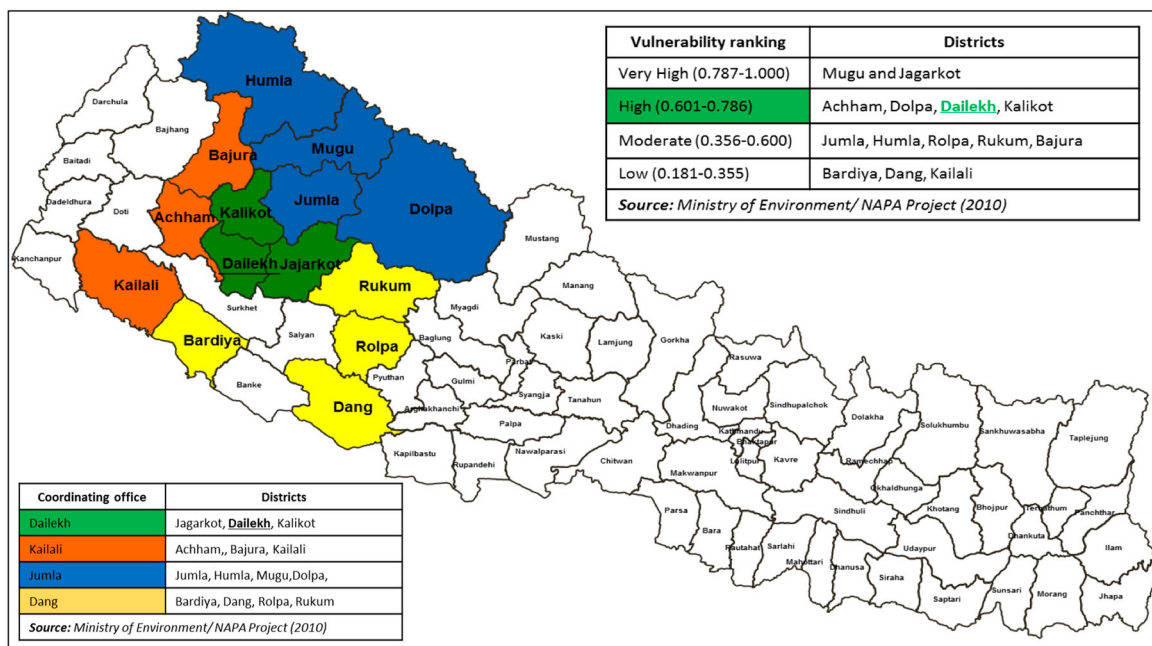 Vulnerability ranking Districts
Very High (0.787-1.000) Mugu and Jagarkot
High (0.601-0.786) Achham, Dolpa, Dailekh, Kalikot
Moderate (0.356-0.600) Jumla, Humla, Rolpa, Rukum, Bajura
Low (0.181-0.355) Bardiya, Dang, Kailali
Source: Ministry of Environment/ NAPA Project (2010)
Humla
Darchula
Bajhang
Mugu
Bajura
Baitadi
Dadeldhura
Doti
Achham
Kalikot
Jumla
Dolpa
Mustang
Kanchanpur
Dailekh
Jajarkot
Kailali
Rukum
Manang
Surkhet
Myagdi
Bardiya
Salyan
Rolpa
Baglung
Kaski
Lamjung
Gorkha
Parbat
Rasuwa
Banke
Pyuthan
Gulmi
Syangja
Tanahun
Nuwakot
Sindhupalchok
Dang
Arghakhanchi
Palpa
Dhading
Kathmandu
Bhaktapur
Lalitpur
Kavre
Dolakha
Solukhumbu
Sankhuwasabha
Taplejung
Kapilbastu
Rupandehi
Nawalparasi
Chitwan
Makwanpur
Ramechhap
Okhaldhunga
Khotang
Bhojpur
Terhathum
Panchthar
Parsa
Bara
Rautahat
Sarlahi
Sindhuli
Mahottari
Dhanusa
Siraha
Udaypur
Dhankuta
Ilam
Saptari
Sunsari
Morang
Jhapa
Coordinating office Districts
Dailekh Jagarkot, Dailekh, Kalikot
Kailali Achham,, Bajura, Kailali
Jumla Jumla, Humla, Mugu,Dolpa,
Dang Bardiya, Dang, Rolpa, Rukum
Source: Ministry of Environment/ NAPA Project (2010)